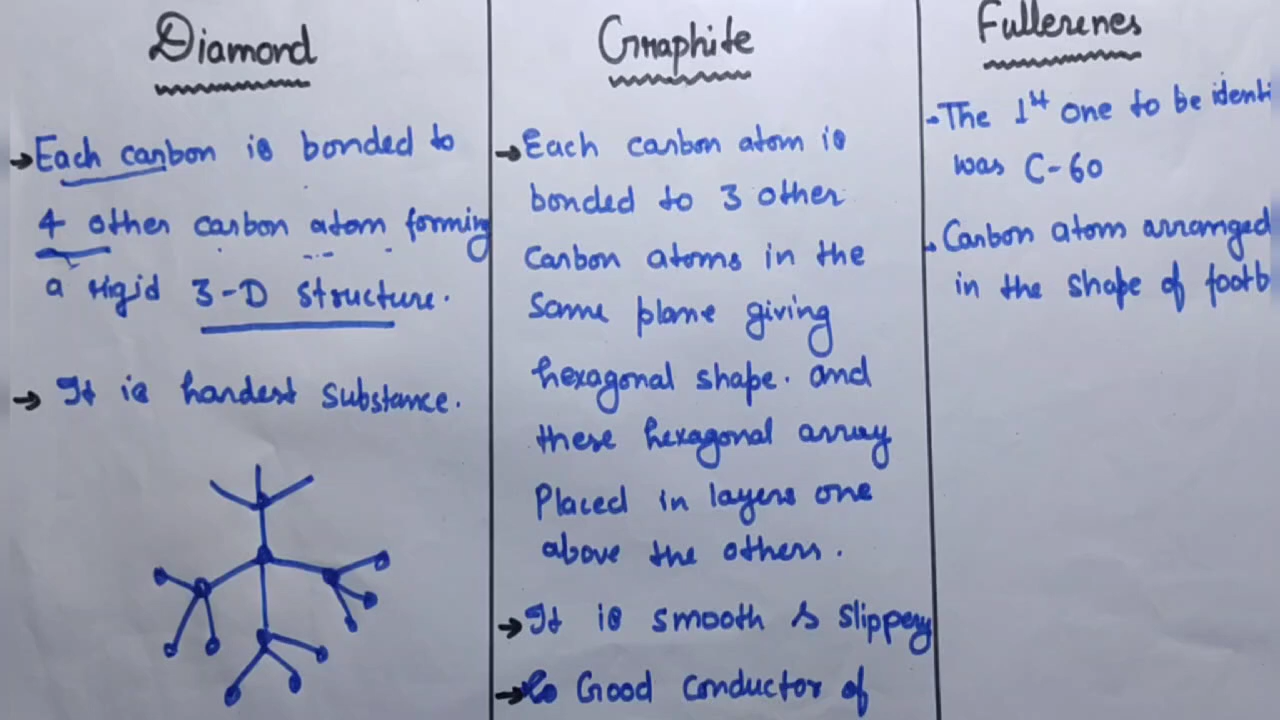 Diamond
→ Each carbon is bonded to
4 other carbon atom forming
a rigid 3-D structure.
→ It is hardest substance.
Graphite
→ Each carbon atom is
bonded to 3 other
carbon atoms in the
same plane giving
hexagonal shape. and
these hexagonal array
Placed in layers one
above the others.
→ It is smooth & slippery
→ Good conductor of
Fullerenes
• The 1st one to be identi
was C-60
• Carbon atom arranged
in the shape of footb